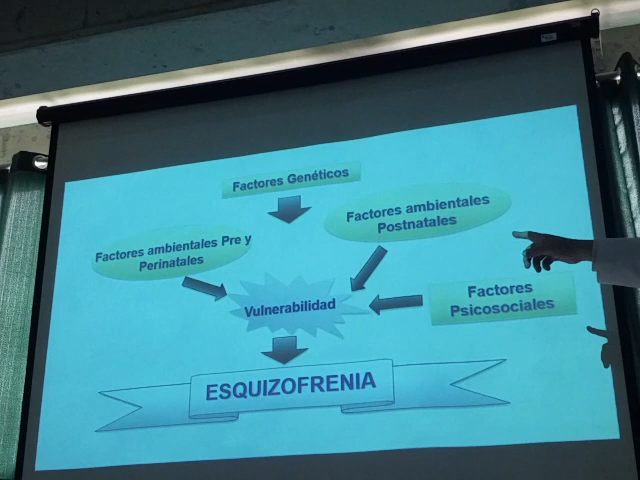 Factores Genéticos
Factores ambientales
Postnatales
Factores ambientales Pre y
Perinatales
Vulnerabilidad
Factores
Psicosociales
ESQUIZOFRENIA